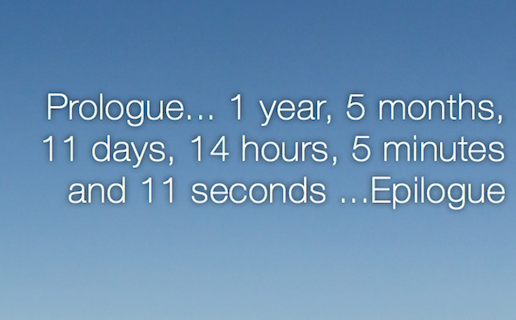 Prologue... 1 year, 5 months,
11 days, 14 hours, 5 minutes
and 11 seconds ...Epilogue